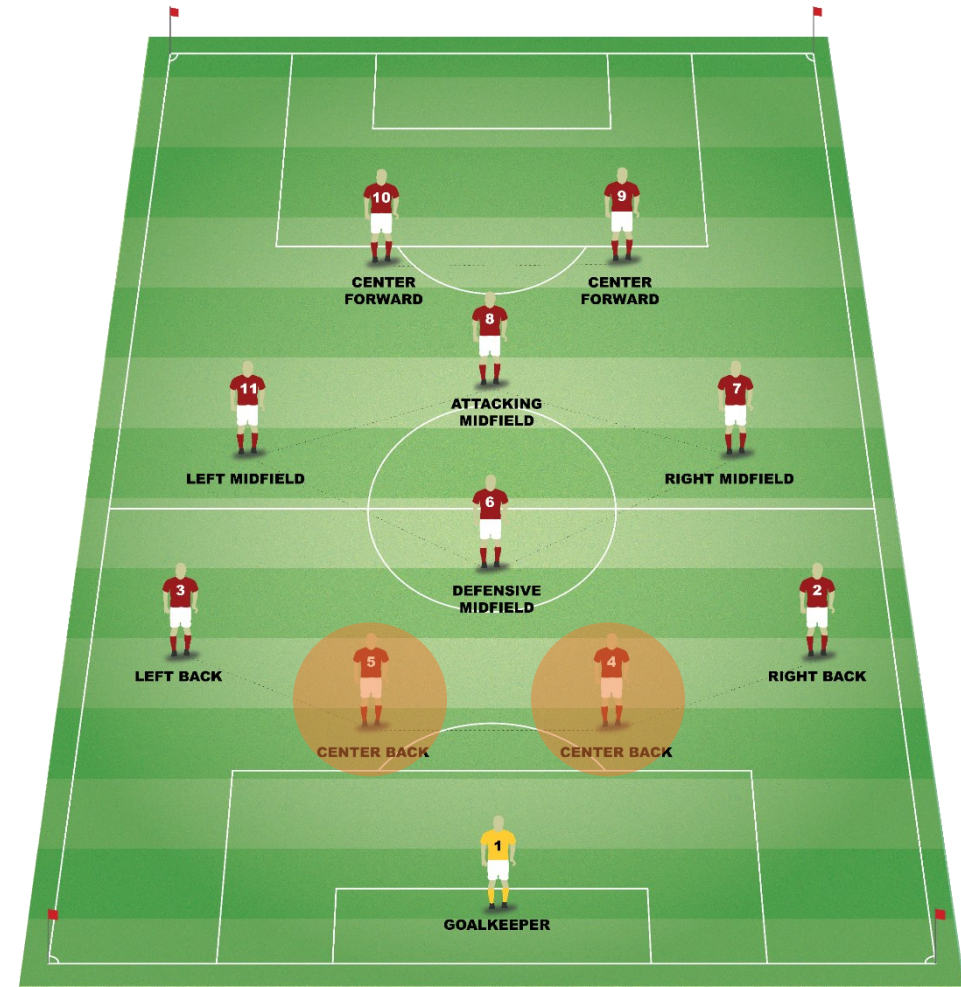 10
9
CENTER
FORWARD
CENTER
FORWARD
8
ATTACKING
MIDFIELD
11
7
LEFT MIDFIELD
RIGHT MIDFIELD
6
DEFENSIVE
MIDFIELD
3
2
LEFT BACK
RIGHT BACK
5
4
CENTER BACK
CENTER BACK
1
GOALKEEPER